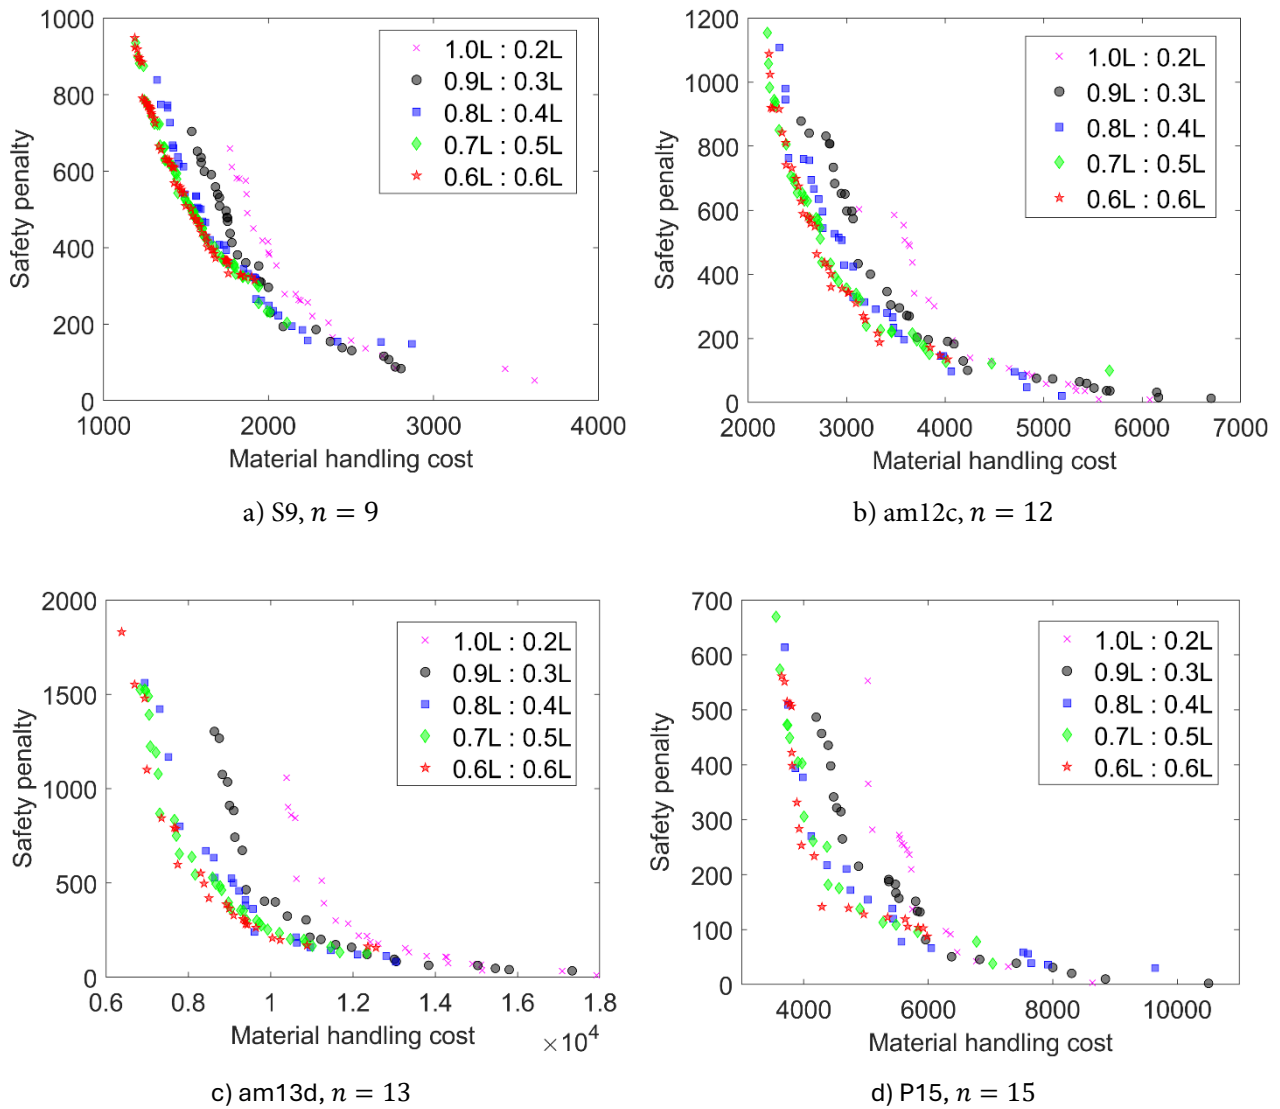 1000
800
600
400
200
0
Safety penalty
1000
2000
3000
4000
Material handling cost
1.0L : 0.2L
0.9L : 0.3L
0.8L : 0.4L
0.7L : 0.5L
0.6L : 0.6L
a) S9, n = 9
1200
1000
800
600
400
200
0
Safety penalty
2000
3000
4000
5000
6000
7000
Material handling cost
1.0L : 0.2L
0.9L : 0.3L
0.8L : 0.4L
0.7L : 0.5L
0.6L : 0.6L
b) am12c, n = 12
2000
1500
1000
500
0
Safety penalty
0.6
0.8
1
1.2
1.4
1.6
1.8
Material handling cost
×10^4
1.0L : 0.2L
0.9L : 0.3L
0.8L : 0.4L
0.7L : 0.5L
0.6L : 0.6L
c) am13d, n = 13
700
600
500
400
300
200
100
0
Safety penalty
4000
6000
8000
10000
Material handling cost
1.0L : 0.2L
0.9L : 0.3L
0.8L : 0.4L
0.7L : 0.5L
0.6L : 0.6L
d) P15, n = 15